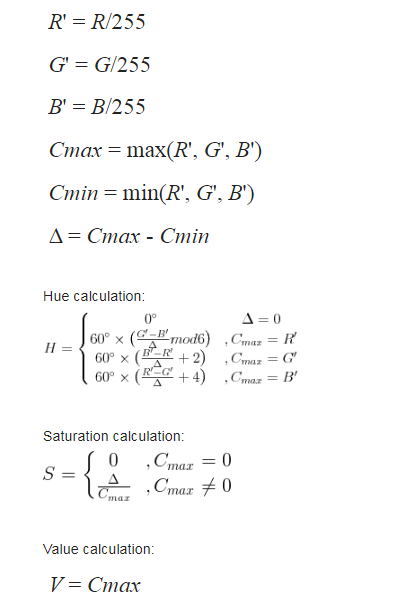 R' = R/255
G' = G/255
B' = B/255
Cmax = max(R', G', B')
Cmin = min(R', G', B')
Δ = Cmax - Cmin
Hue calculation:
H = { 0° Δ = 0
60° × (G'−B'/Δ mod6) , Cmax = R'
60° × (B'−R'/Δ + 2) , Cmax = G'
60° × (R'−G'/Δ + 4) , Cmax = B'
Saturation calculation:
S = { 0 , Cmax = 0
Δ/Cmax , Cmax ≠ 0
Value calculation:
V = Cmax